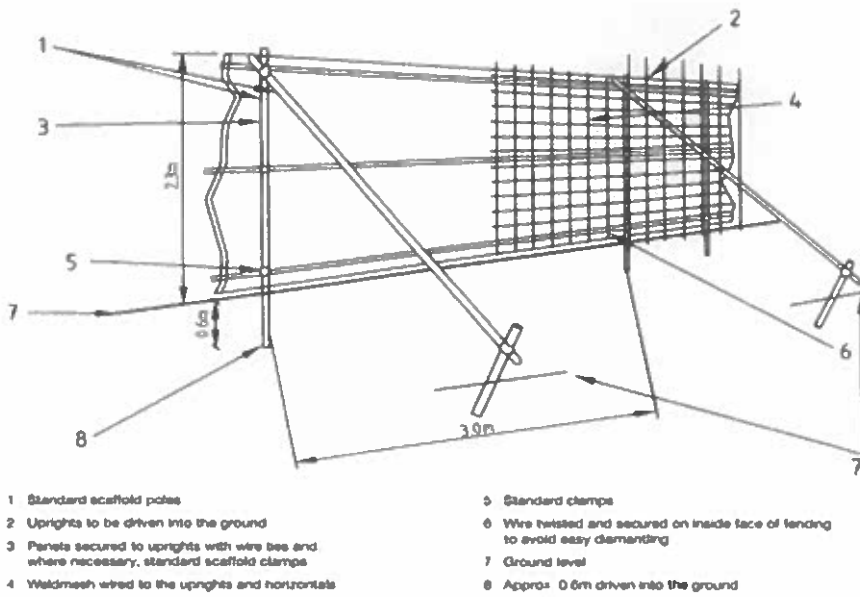 2
1
4
3
2.3m
5
7
0.6m
6
8
3.0m
7
1 Standard scaffold poles
2 Uprights to be driven into the ground
3 Panels secured to uprights with wire ties and
where necessary, standard scaffold clamps
4 Weldmesh wired to the uprights and horizontals
5 Standard clamps
6 Wire twisted and secured on inside face of fencing
to avoid easy dismantling
7 Ground level
8 Approx 0.6m driven into the ground